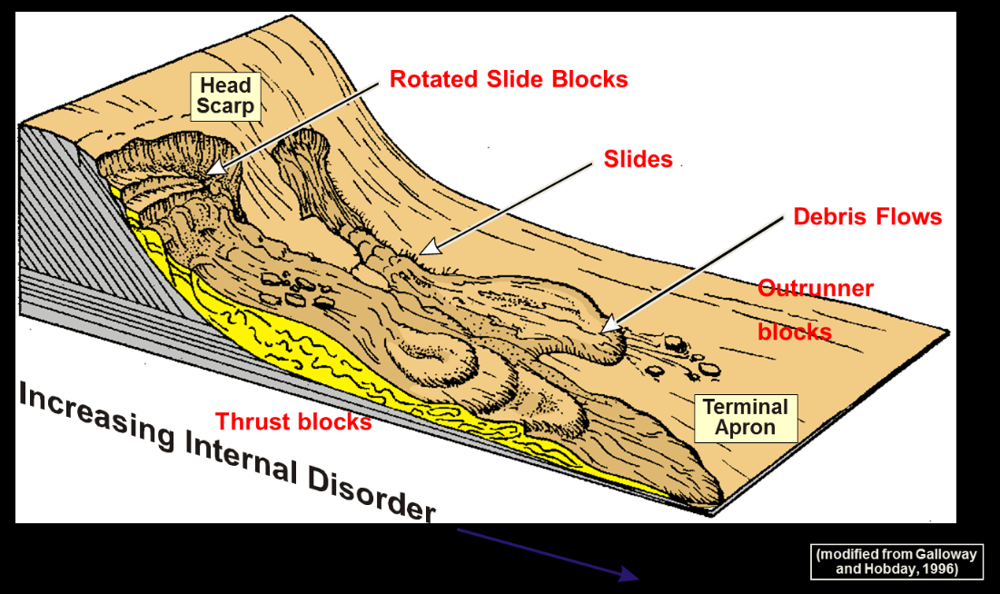 Head
Scarp
Rotated Slide Blocks
Slides
Debris Flows
Outrunner
blocks
Terminal
Apron
Thrust blocks
Increasing Internal Disorder
(modified from Galloway
and Hobday, 1996)